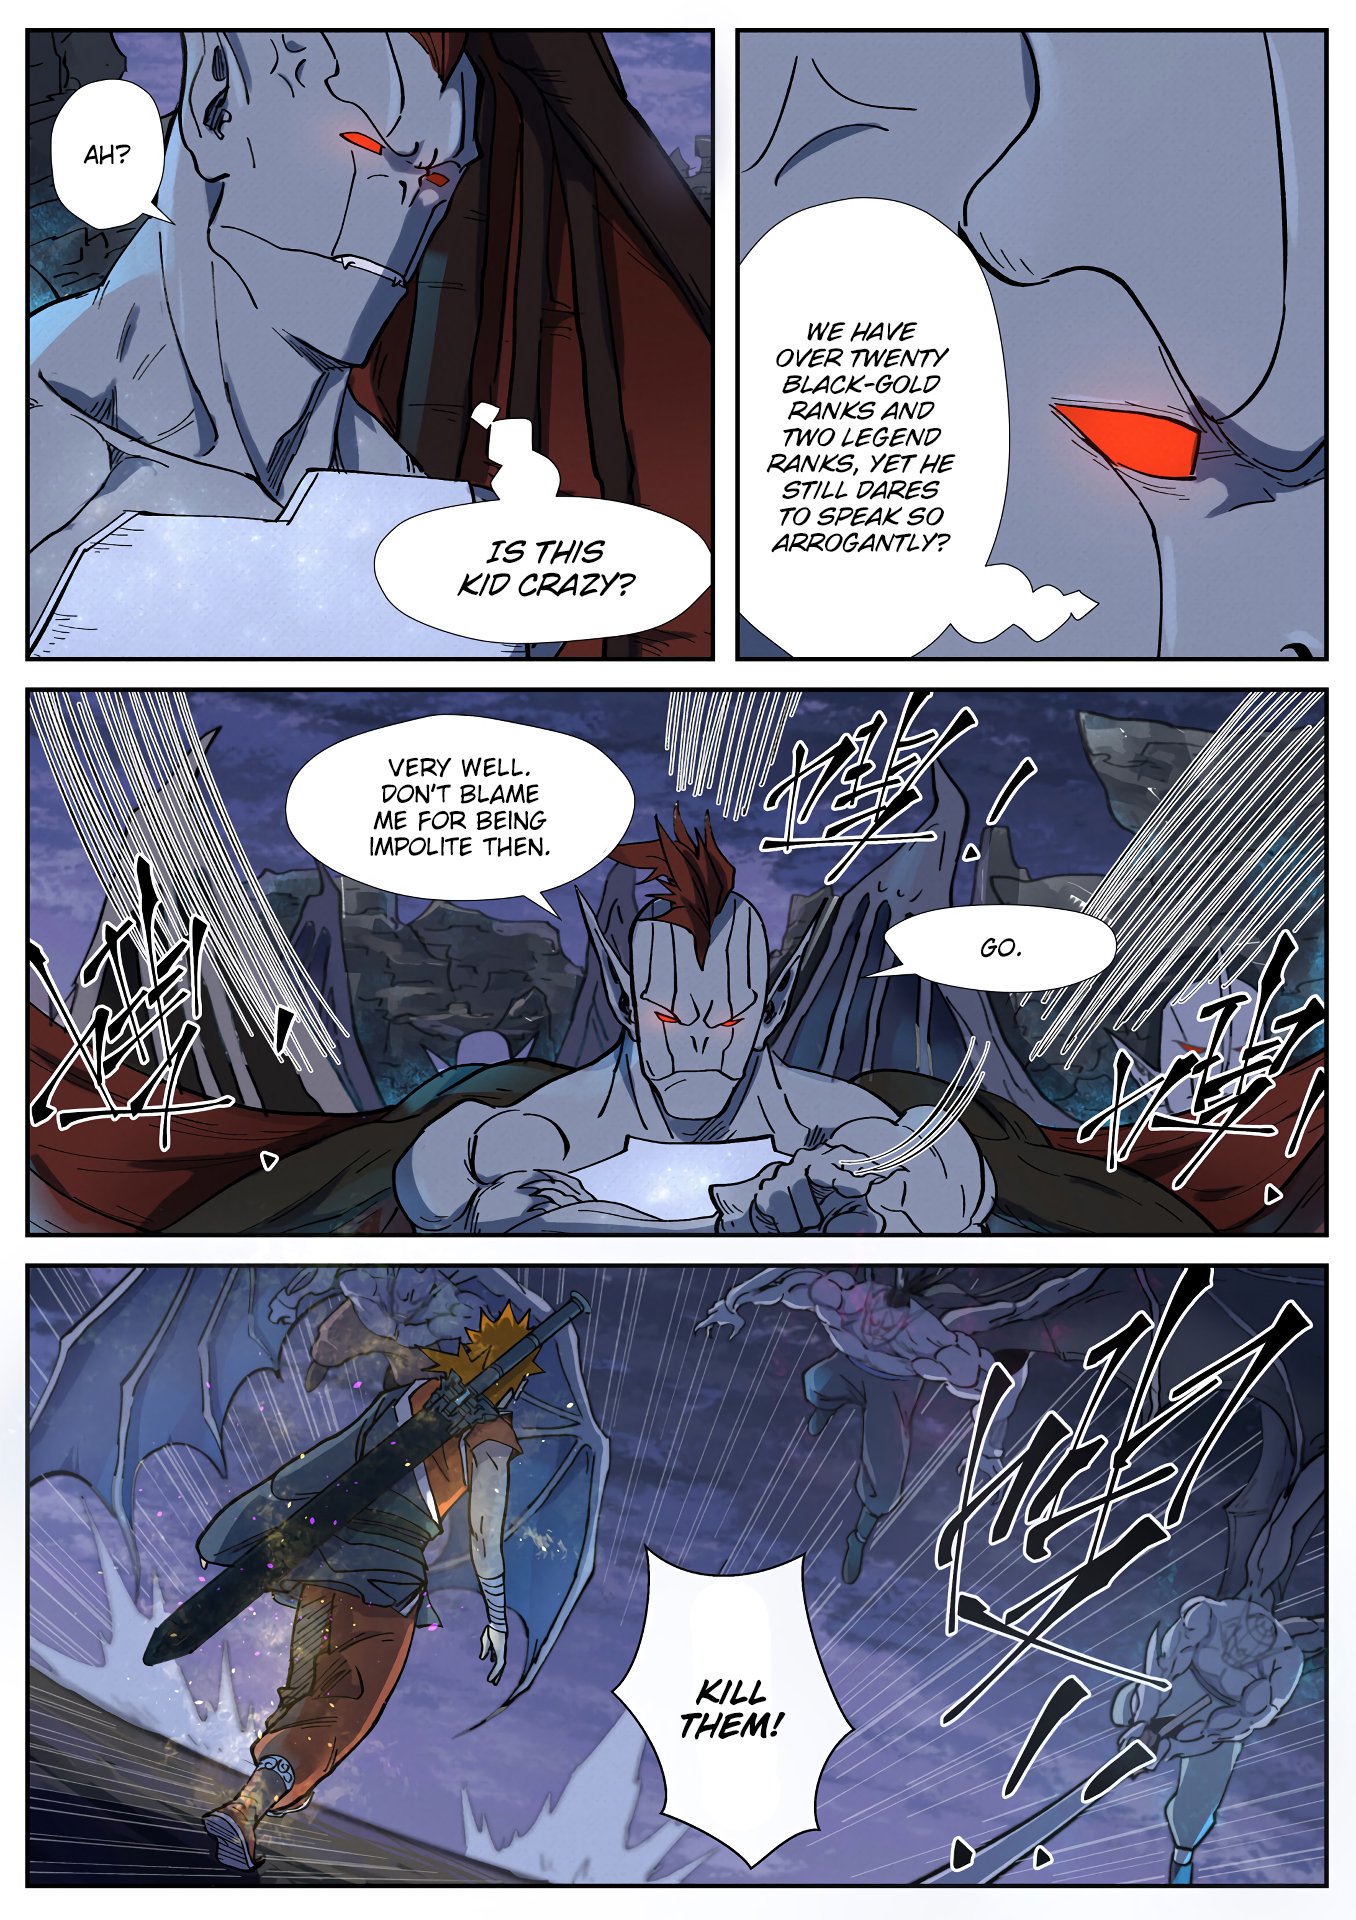 AH?
IS THIS
KID CRAZY?
WE HAVE
OVER TWENTY
BLACK-GOLD
RANKS AND
TWO LEGEND
RANKS, YET HE
STILL DARES
TO SPEAK SO
ARROGANTLY?
VERY WELL.
DON'T BLAME
ME FOR BEING
IMPOLITE THEN.
GO.
KILL
THEM!